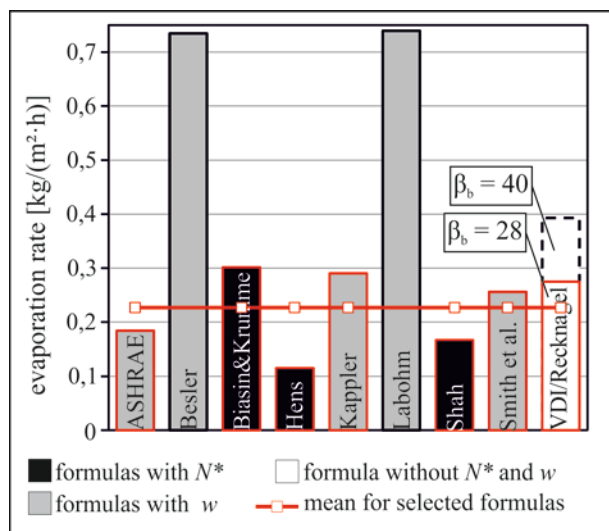 evaporation rate [kg/(m²·h)]
0,7
0,6
0,5
0,4
0,3
0,2
0,1
0
β_b = 40
β_b = 28
ASHRAE
Besler
Biasin&Krumme
Hens
Kappler
Labohm
Shah
Smith et al.
VDI/Recknagel
formulas with N*
formula without N* and w
formulas with w
mean for selected formulas